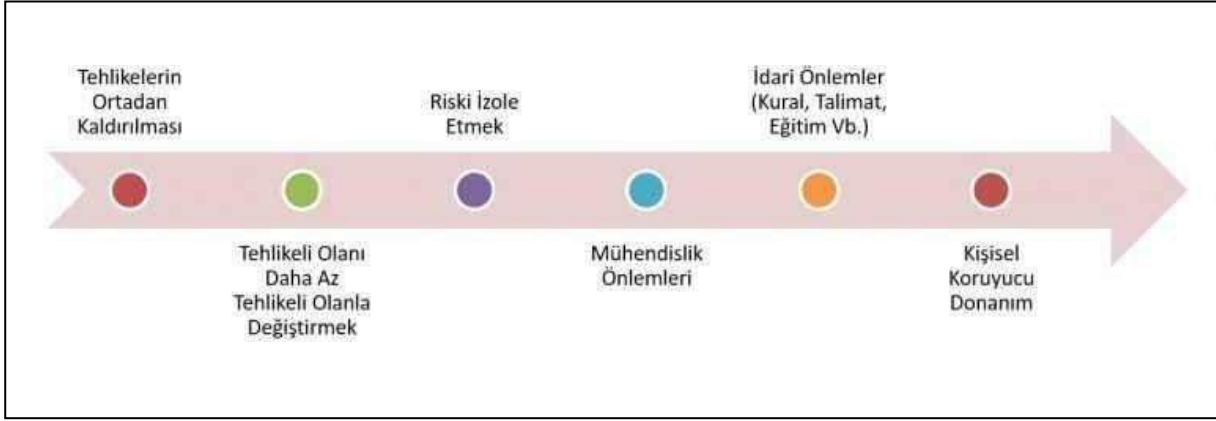 Tehlikelerin
Ortadan
Kaldırılması
Tehlikeli Olanı
Daha Az
Tehlikeli Olanla
Değiştirmek
Riski İzole
Etmek
Mühendislik
Önlemleri
İdari Önlemler
(Kural, Talimat,
Eğitim Vb.)
Kişisel
Koruyucu
Donanım